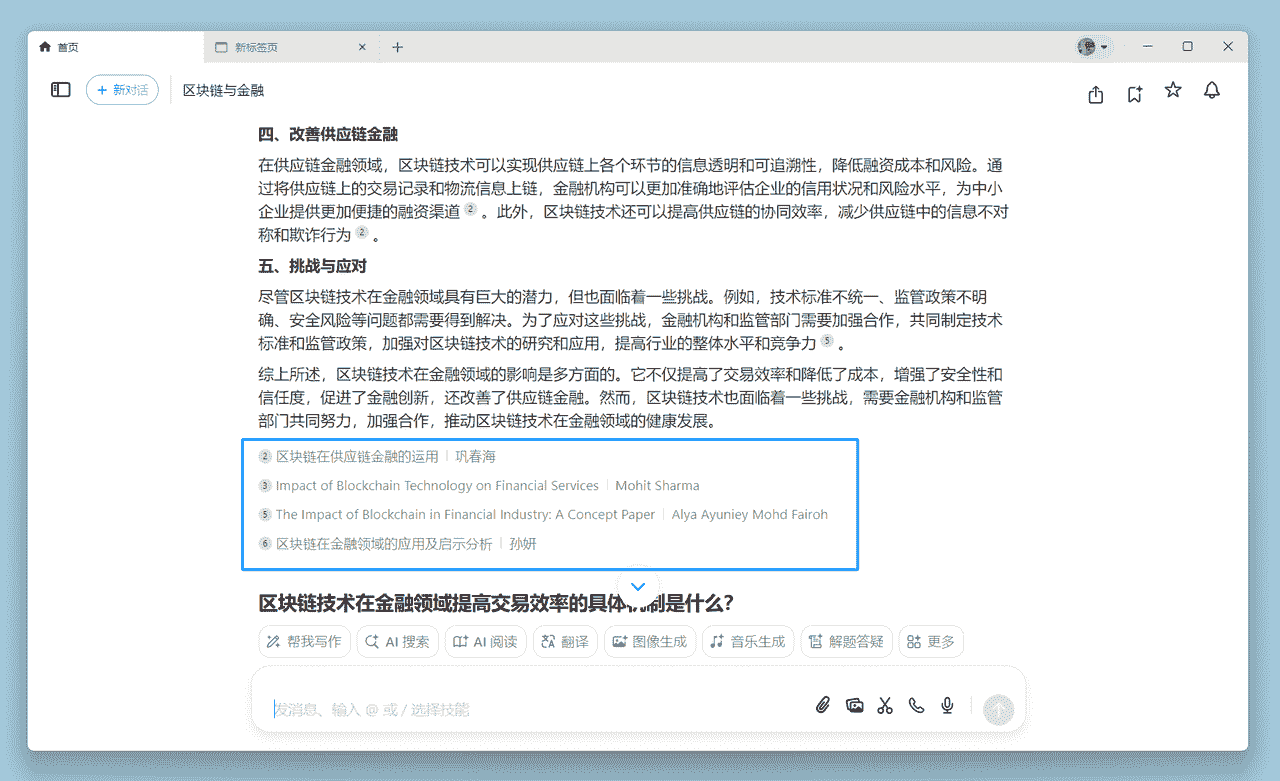 首页
新标签页
新对话
区块链与金融
四、改善供应链金融
在供应链金融领域，区块链技术可以实现供应链上各个环节的信息透明和可追溯性，降低融资成本和风险。通
过将供应链上的交易记录和物流信息上链，金融机构可以更加准确地评估企业的信用状况和风险水平，为中小
企业提供更加便捷的融资渠道 2 。此外，区块链技术还可以提高供应链的协同效率，减少供应链中的信息不对
称和欺诈行为 2 。
五、挑战与应对
尽管区块链技术在金融领域具有巨大的潜力，但也面临着一些挑战。例如，技术标准不统一、监管政策不明
确、安全风险等问题都需要得到解决。为了应对这些挑战，金融机构和监管部门需要加强合作，共同制定技术
标准和监管政策，加强对区块链技术的研究和应用，提高行业的整体水平和竞争力 5 。
综上所述，区块链技术在金融领域的影响是多方面的。它不仅提高了交易效率和降低了成本，增强了安全性和
信任度，促进了金融创新，还改善了供应链金融。然而，区块链技术也面临着一些挑战，需要金融机构和监管
部门共同努力，加强合作，推动区块链技术在金融领域的健康发展。
2 区块链在供应链金融的运用 | 巩春海
3 Impact of Blockchain Technology on Financial Services | Mohit Sharma
5 The Impact of Blockchain in Financial Industry: A Concept Paper | Alya Ayuniey Mohd Fairoh
6 区块链在金融领域的应用及启示分析 | 孙妍
区块链技术在金融领域提高交易效率的具体机制是什么？
帮我写作 AI 搜索 AI 阅读 翻译 图像生成 音乐生成 解题答疑 更多
发消息、输入 @ 或 / 选择技能